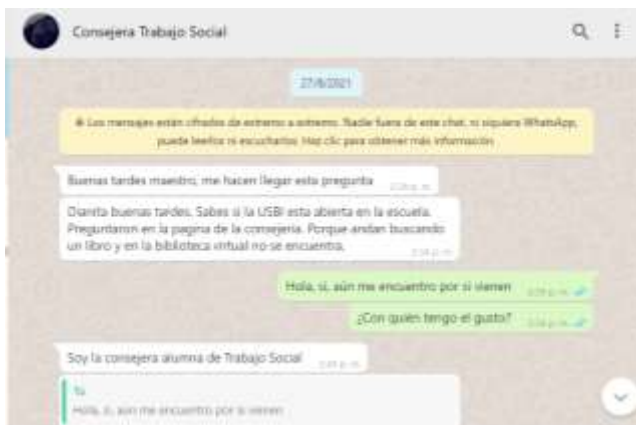 Consejera Trabajo Social
27/8/2021
Los mensajes están cifrados de extremo a extremo. Nadie fuera de este chat, ni siquiera WhatsApp,
puede leerlos ni escucharlos. Haz clic para obtener más información.
Buenas tardes maestro, me hacen llegar esta pregunta
Dianita buenas tardes. Sabes si la USBI esta abierta en la escuela.
Preguntaron en la pagina de la consejeria. Porque andan buscando
un libro y en la biblioteca virtual no se encuentra.
Hola, si, aún me encuentro por si vienen
¿Con quién tengo el gusto?
Soy la consejera alumna de Trabajo Social
Tú
Hola, si, aún me encuentro por si vienen